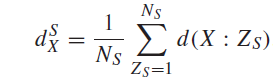 $d_X^S = \frac{1}{N_S} \sum_{Z_S=1}^{N_S} d(X : Z_S)$